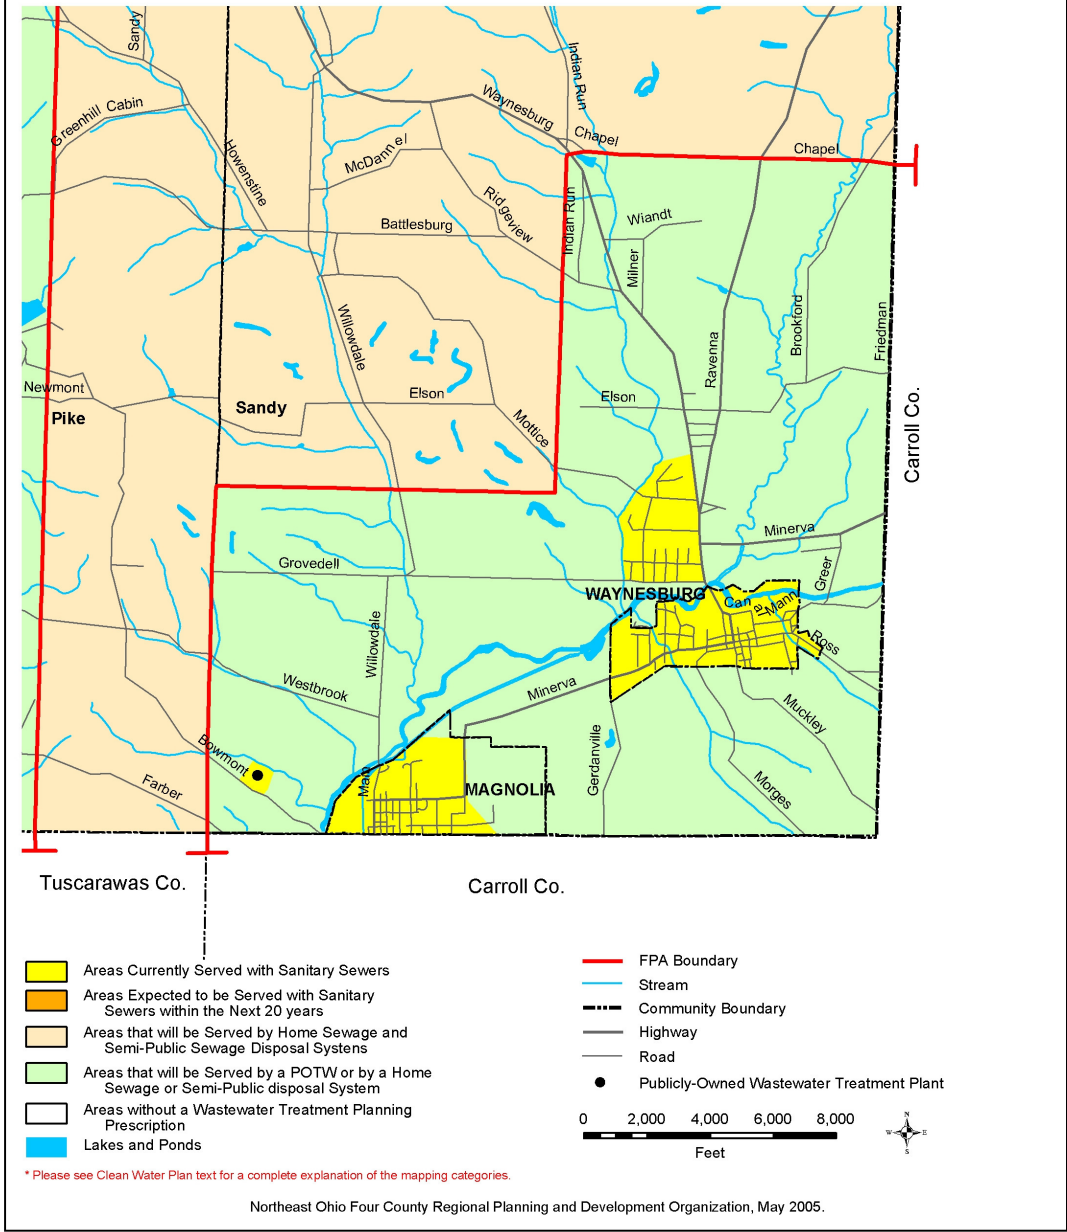 Sandy
Indian Run
Greenhill Cabin
Waynesburg
Chapel
Chapel
McDannel
Howenstine
Ridgeview
Indian Run
Wiandt
Battlesburg
Milner
Willowdale
Brookford
Friedman
Ravenna
Newmont
Elson
Elson
Pike
Sandy
Mottice
Carroll Co.
Minerva
Grovedell
Greer
WAYNESBURG
Can
al
Mann
Willowdale
Ross
Westbrook
Minerva
Muckley
Bowmont
Gerdanville
Farber
Main
MAGNOLIA
Morges
Tuscarawas Co.
Carroll Co.
Areas Currently Served with Sanitary Sewers
Areas Expected to be Served with Sanitary
Sewers within the Next 20 years
Areas that will be Served by Home Sewage and
Semi-Public Sewage Disposal Systens
Areas that will be Served by a POTW or by a Home
Sewage or Semi-Public disposal System
Areas without a Wastewater Treatment Planning
Prescription
Lakes and Ponds
FPA Boundary
Stream
Community Boundary
Highway
Road
Publicly-Owned Wastewater Treatment Plant
0 2,000 4,000 6,000 8,000
Feet
N
W E
S
* Please see Clean Water Plan text for a complete explanation of the mapping categories.
Northeast Ohio Four County Regional Planning and Development Organization, May 2005.